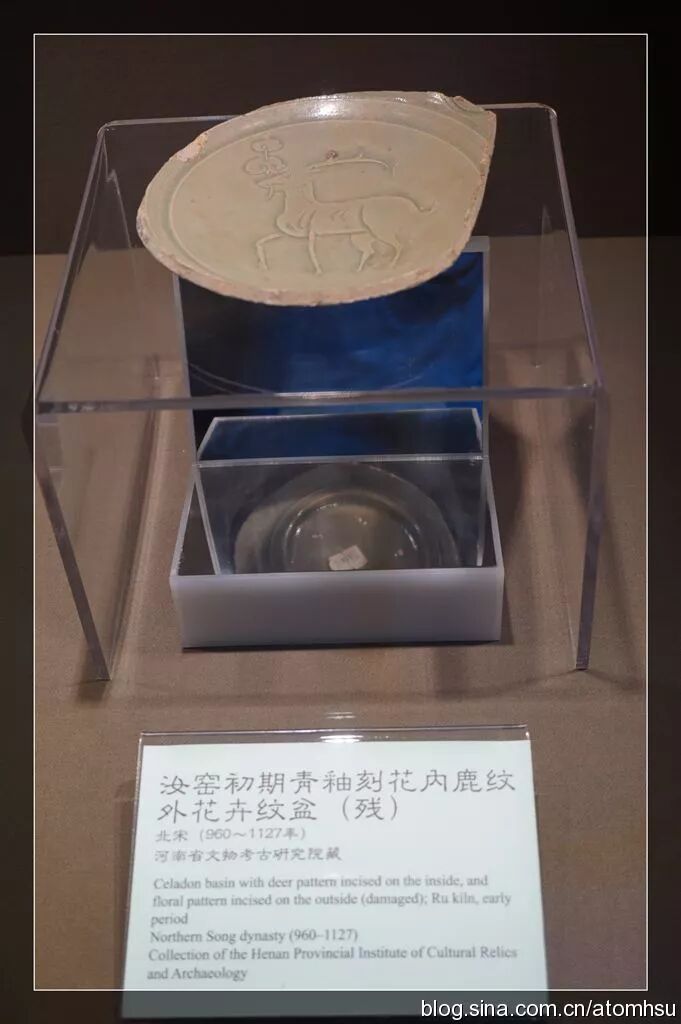 汝窑初期青釉刻花内鹿纹
外花卉纹盆（残）
北宋（960～1127年）
河南省文物考古研究院藏
Celadon basin with deer pattern incised on the inside, and
floral pattern incised on the outside (damaged); Ru kiln, early
period
Northern Song dynasty (960–1127)
Collection of the Henan Provincial Institute of Cultural Relics
and Archaeology
blog.sina.com.cn/atomhsu